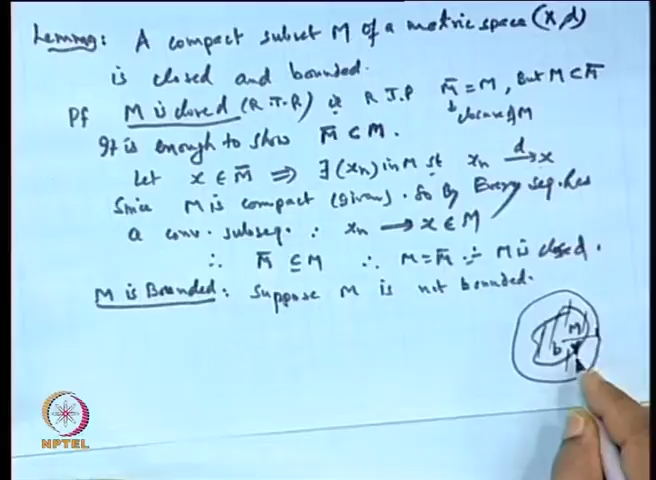 Lemma: A compact subset M of a metric space (X,d)
is closed and bounded.
Pf M is closed (R.T.P) is R.T.P M̄ = M, But M ⊂ M̄
It is enough to show M̄ ⊂ M. ↓ closure of M
Let x ∈ M̄ ⇒ ∃ (xn) in M st xn →d x
Since M is compact (given). So By Every seq. has
a conv. subseq. ∴ xn → x ∈ M
∴ M̄ ⊆ M ∴ M = M̄ ∴ M is closed.
M is Bounded: Suppose M is not bounded.
M
b
NPTEL